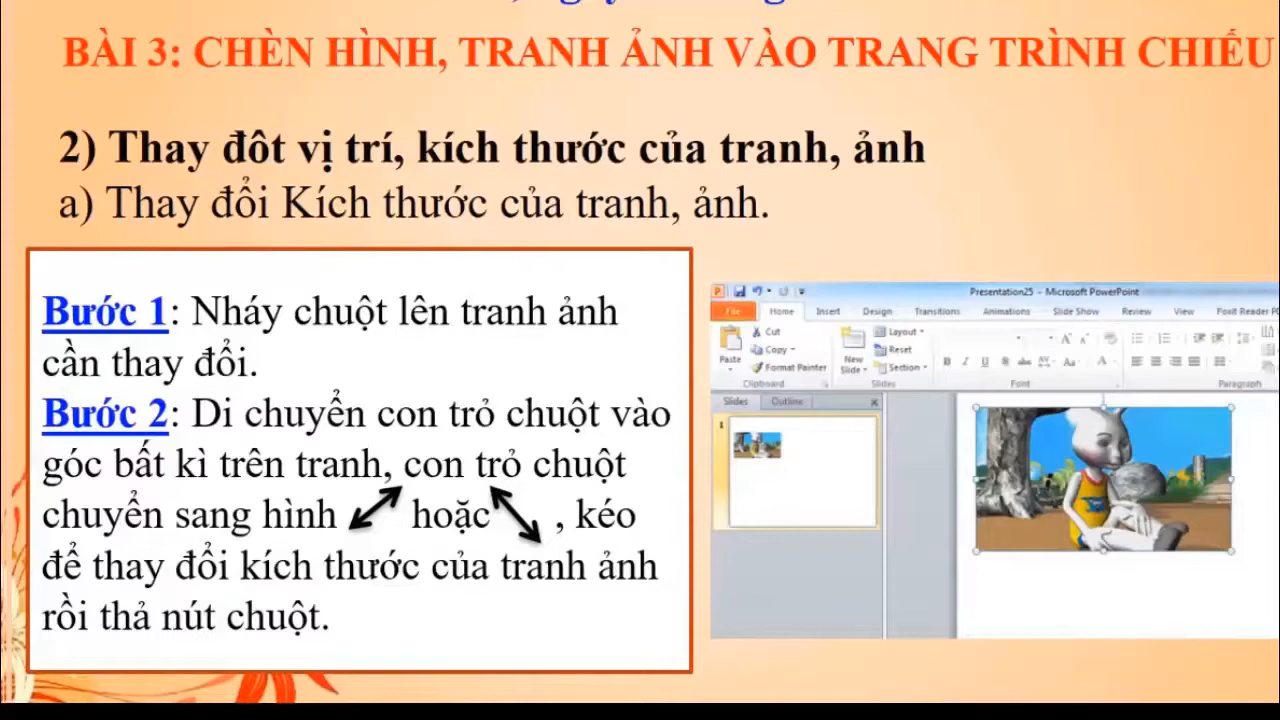 BÀI 3: CHÈN HÌNH, TRANH ẢNH VÀO TRANG TRÌNH CHIẾU
2) Thay đôt vị trí, kích thước của tranh, ảnh
a) Thay đổi Kích thước của tranh, ảnh.
Bước 1: Nháy chuột lên tranh ảnh
cần thay đổi.
Bước 2: Di chuyển con trỏ chuột vào
góc bất kì trên tranh, con trỏ chuột
chuyển sang hình hoặc , kéo
để thay đổi kích thước của tranh ảnh
rồi thả nút chuột.
Presentation25 - Microsoft PowerPoint
File Home Insert Design Transitions Animations Slide Show Review View Foxit Reader
Cut
Copy
Format Painter
Paste
Clipboard
New
Slide
Layout
Reset
Section
Slides
Font
Paragraph
Slides Outline
1